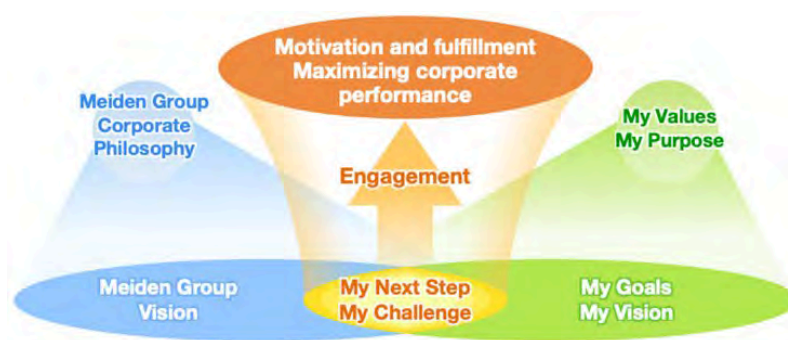 Motivation and fulfillment
Maximizing corporate
performance
Meiden Group
Corporate
Philosophy
My Values
My Purpose
Engagement
Meiden Group
Vision
My Next Step
My Challenge
My Goals
My Vision